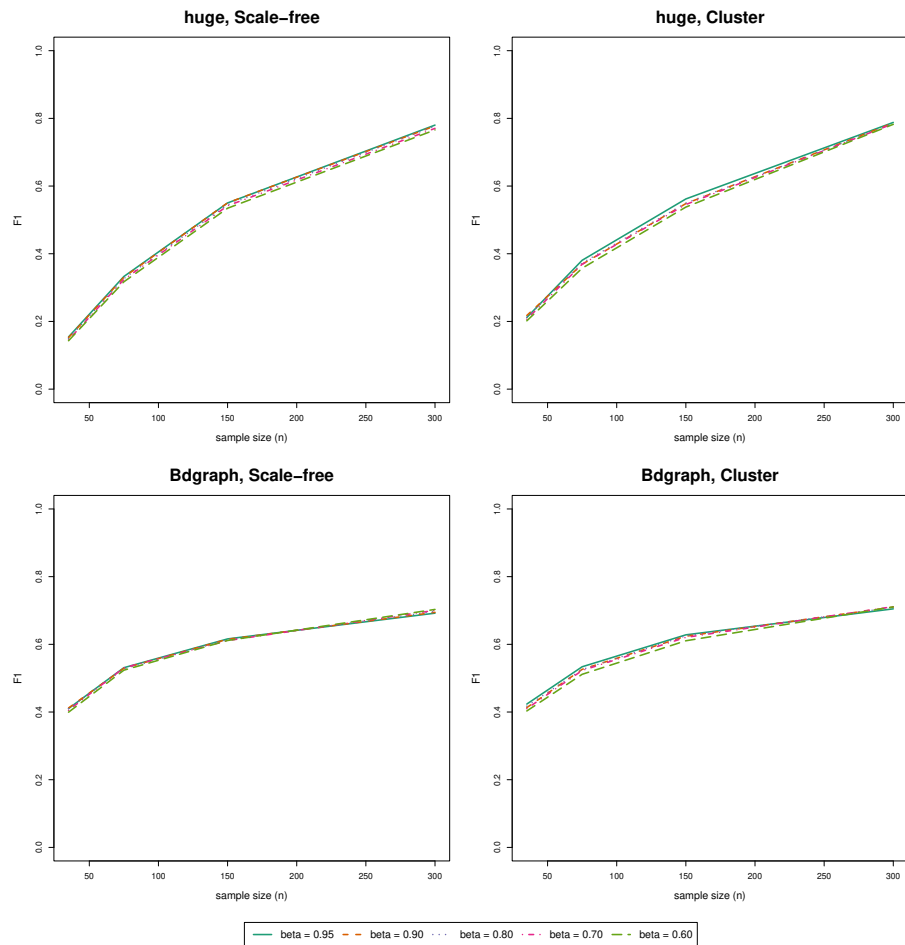 huge, Scale−free
1.0
0.8
0.6
0.4
0.2
0.0
F1
50 100 150 200 250 300
sample size (n)
huge, Cluster
1.0
0.8
0.6
0.4
0.2
0.0
F1
50 100 150 200 250 300
sample size (n)
Bdgraph, Scale−free
1.0
0.8
0.6
0.4
0.2
0.0
F1
50 100 150 200 250 300
sample size (n)
Bdgraph, Cluster
1.0
0.8
0.6
0.4
0.2
0.0
F1
50 100 150 200 250 300
sample size (n)
beta = 0.95 beta = 0.90 beta = 0.80 beta = 0.70 beta = 0.60